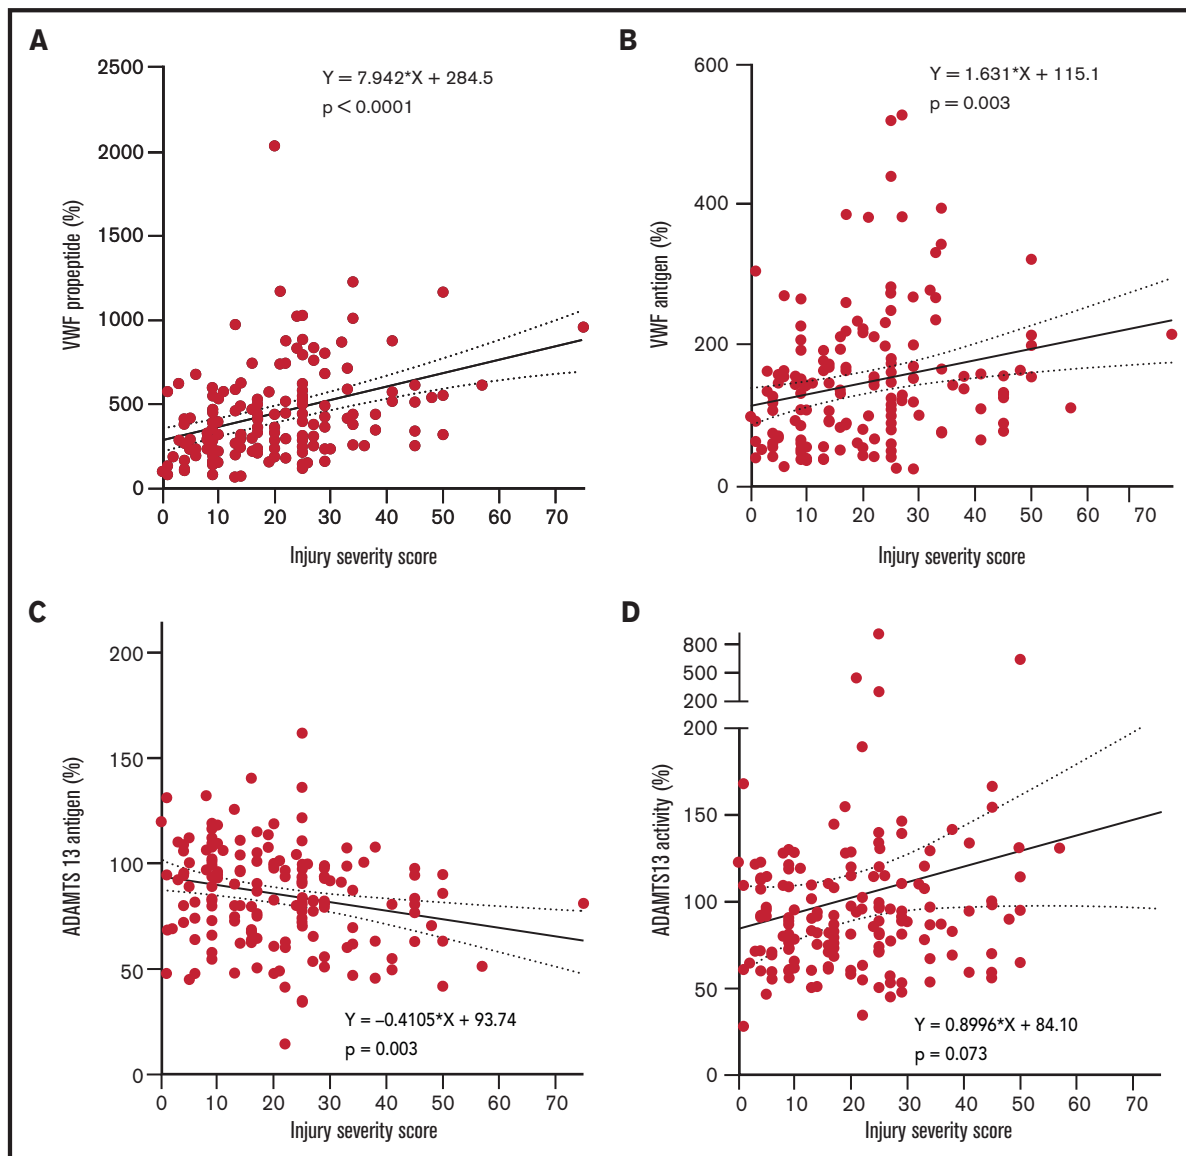 A
Y = 7.942*X + 284.5
p < 0.0001
VWF propeptide (%)
2500
2000
1500
1000
500
0
0 10 20 30 40 50 60 70
Injury severity score
B
Y = 1.631*X + 115.1
p = 0.003
VWF antigen (%)
600
400
200
0
0 10 20 30 40 50 60 70
Injury severity score
C
ADAMTS 13 antigen (%)
200
150
100
50
0
Y = –0.4105*X + 93.74
p = 0.003
0 10 20 30 40 50 60 70
Injury severity score
D
ADAMTS13 activity (%)
800
500
200
200
150
100
50
0
Y = 0.8996*X + 84.10
p = 0.073
0 10 20 30 40 50 60 70
Injury severity score